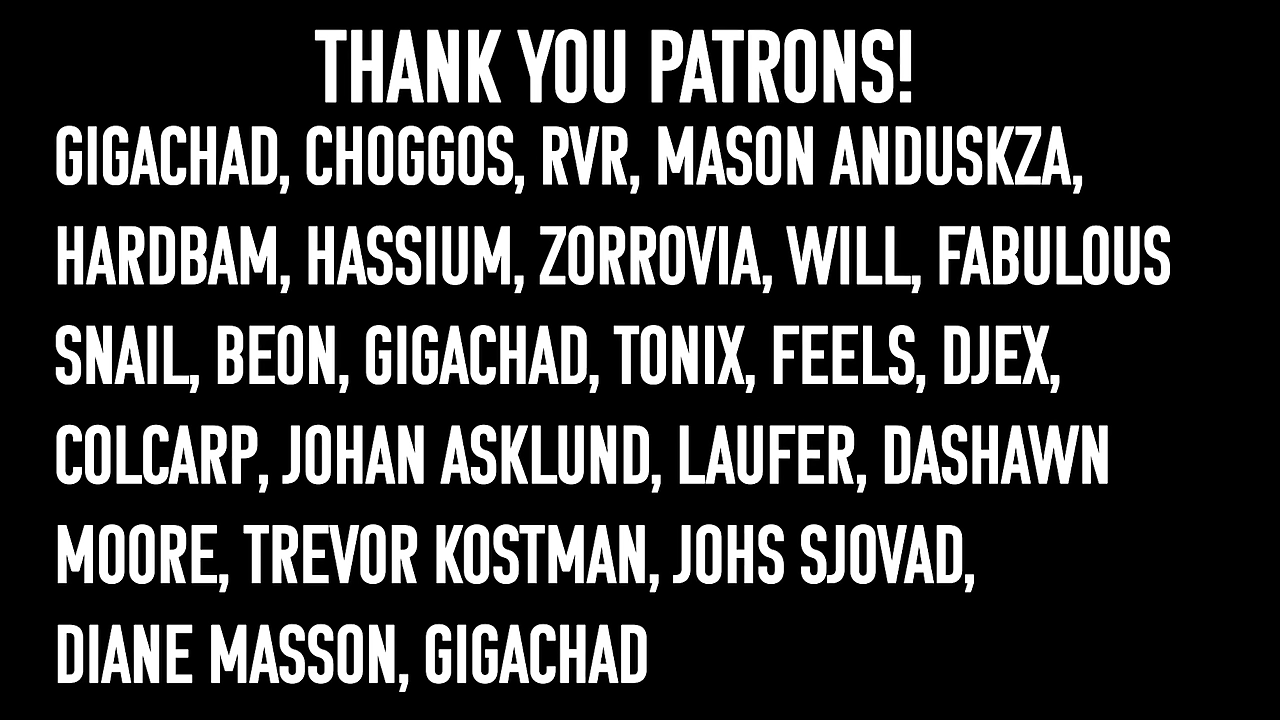 THANK YOU PATRONS!
GIGACHAD, CHOGGOS, RVR, MASON ANDUSKZA,
HARDBAM, HASSIUM, ZORROVIA, WILL, FABULOUS
SNAIL, BEON, GIGACHAD, TONIX, FEELS, DJEX,
COLCARP, JOHAN ASKLUND, LAUFER, DASHAWN
MOORE, TREVOR KOSTMAN, JOHS SJOVAD,
DIANE MASSON, GIGACHAD